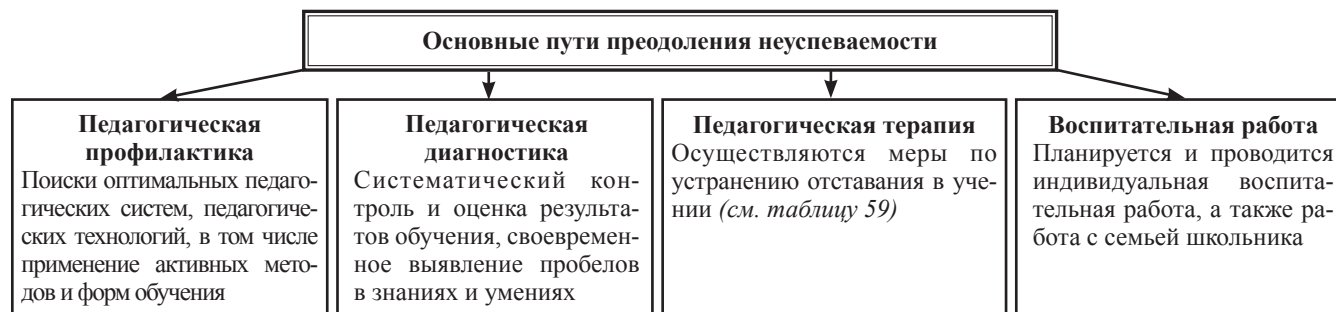 Основные пути преодоления неуспеваемости
Педагогическая
профилактика
Поиски оптимальных педаго-
гических систем, педагогиче-
ских технологий, в том числе
применение активных мето-
дов и форм обучения
Педагогическая
диагностика
Систематический кон-
троль и оценка результа-
тов обучения, своевремен-
ное выявление пробелов
в знаниях и умениях
Педагогическая терапия
Осуществляются меры по
устранению отставания в уче-
нии (см. таблицу 59)
Воспитательная работа
Планируется и проводится
индивидуальная воспита-
тельная работа, а также ра-
бота с семьей школьника